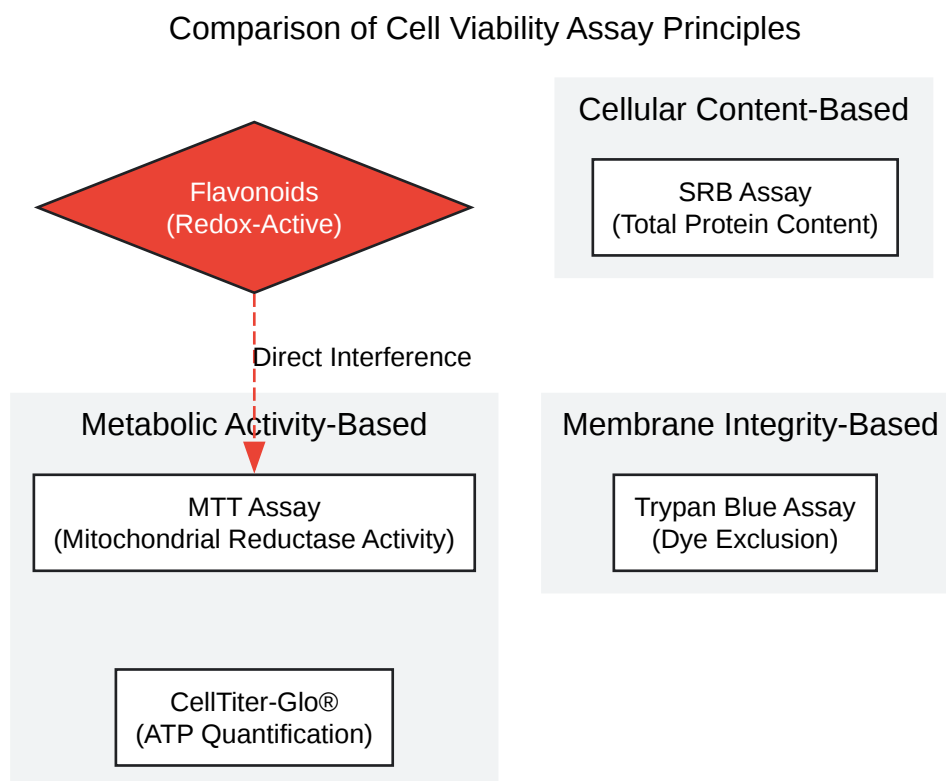 Comparison of Cell Viability Assay Principles
Cellular Content-Based
SRB Assay
(Total Protein Content)
Flavonoids
(Redox-Active)
Direct Interference
Metabolic Activity-Based
MTT Assay
(Mitochondrial Reductase Activity)
CellTiter-Glo®
(ATP Quantification)
Membrane Integrity-Based
Trypan Blue Assay
(Dye Exclusion)